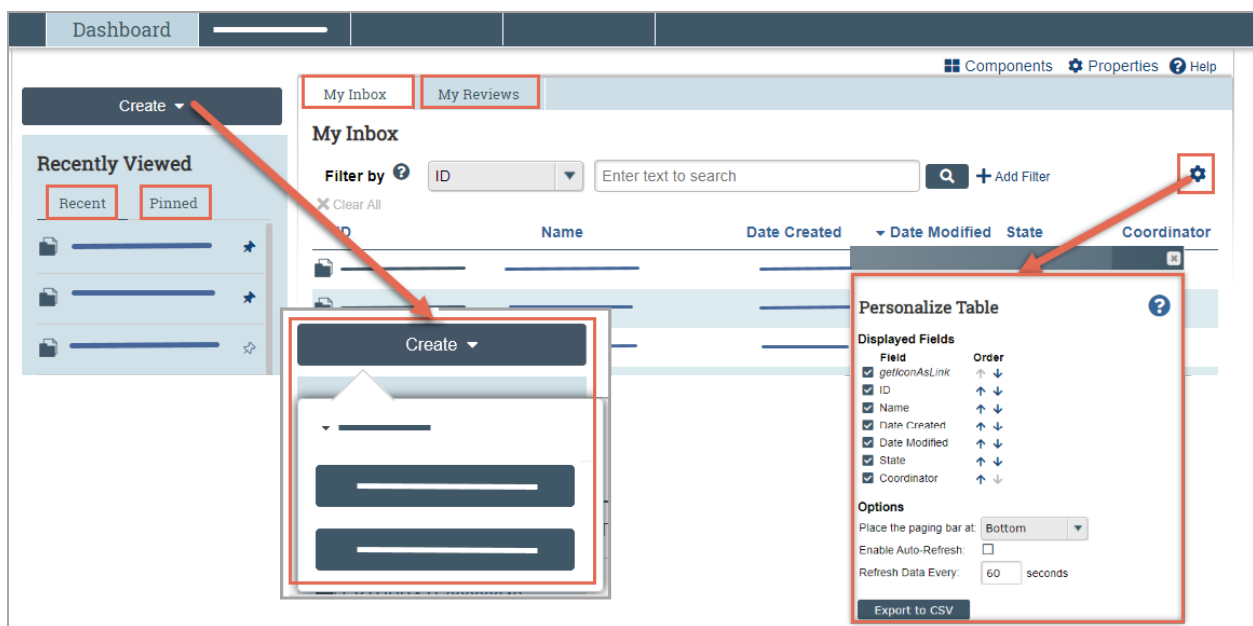 Dashboard
Components Properties Help
Create
My Inbox My Reviews
My Inbox
Recently Viewed
Filter by ID Enter text to search Add Filter
Recent Pinned
Clear All
ID Name Date Created Date Modified State Coordinator
Create
Personalize Table
Displayed Fields
Field Order
getIconAsLink
ID
Name
Date Created
Date Modified
State
Coordinator
Options
Place the paging bar at: Bottom
Enable Auto-Refresh:
Refresh Data Every: 60 seconds
Export to CSV